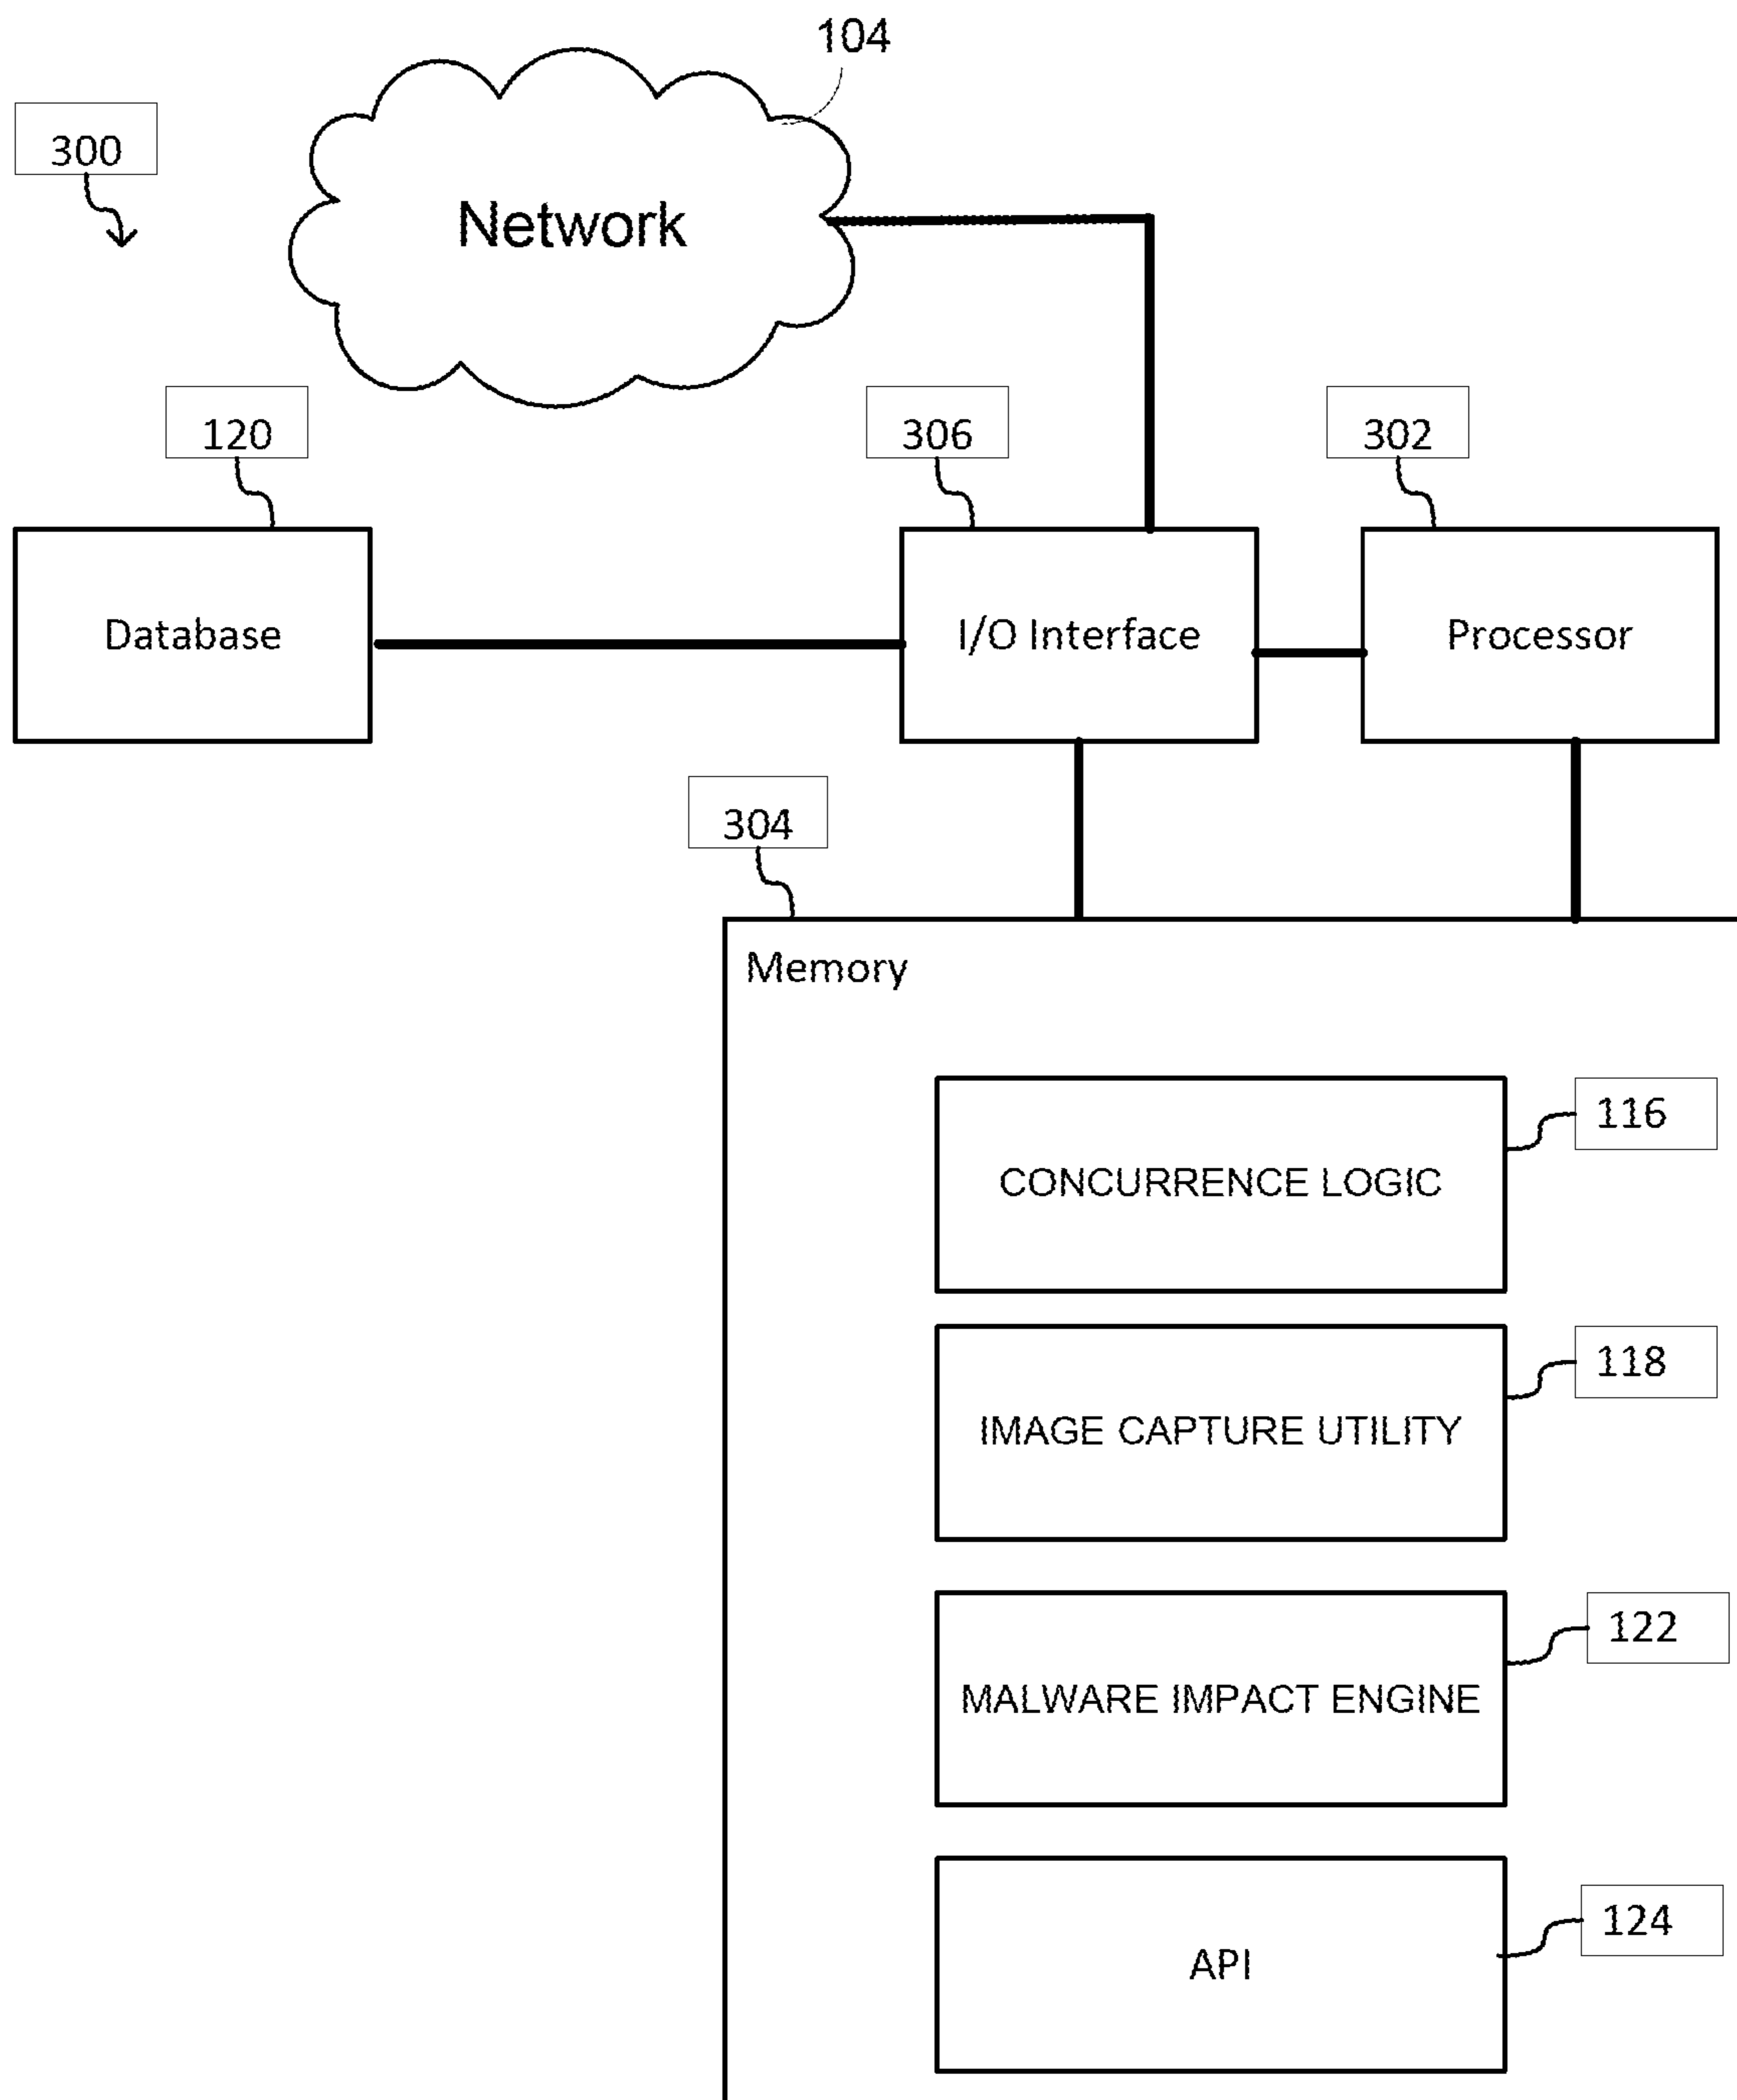 104
300
Network
120
306
302
Database
I/O Interface
Processor
304
Memory
116
CONCURRENCE LOGIC
118
IMAGE CAPTURE UTILITY
122
MALWARE IMPACT ENGINE
124
API